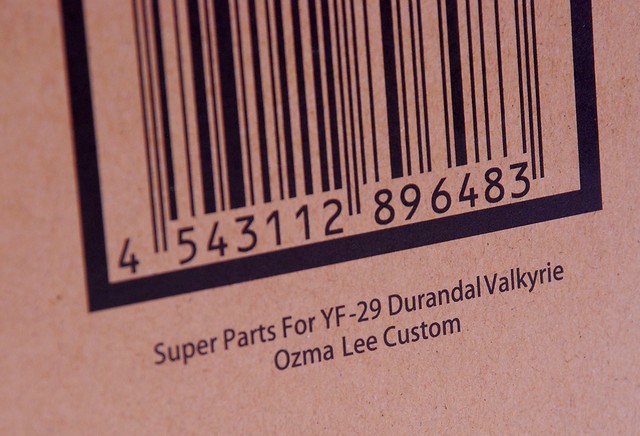 4 543112 896483
Super Parts For YF-29 Durandal Valkyrie
Ozma Lee Custom